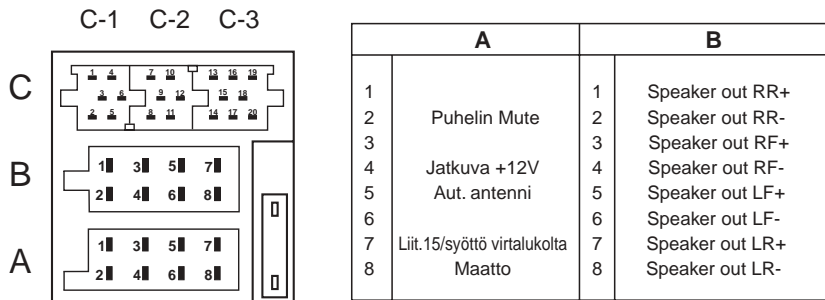 C-1 C-2 C-3
C
1 4 7 10 13 16 19
3 6 9 12 15 18
2 5 8 11 14 17 20
B
1 3 5 7
2 4 6 8
A
1 3 5 7
2 4 6 8
A B
1 1 Speaker out RR+
2 Puhelin Mute 2 Speaker out RR-
3 3 Speaker out RF+
4 Jatkuva +12V 4 Speaker out RF-
5 Aut. antenni 5 Speaker out LF+
6 6 Speaker out LF-
7 Liit.15/syöttö virtalukolta 7 Speaker out LR+
8 Maatto 8 Speaker out LR-